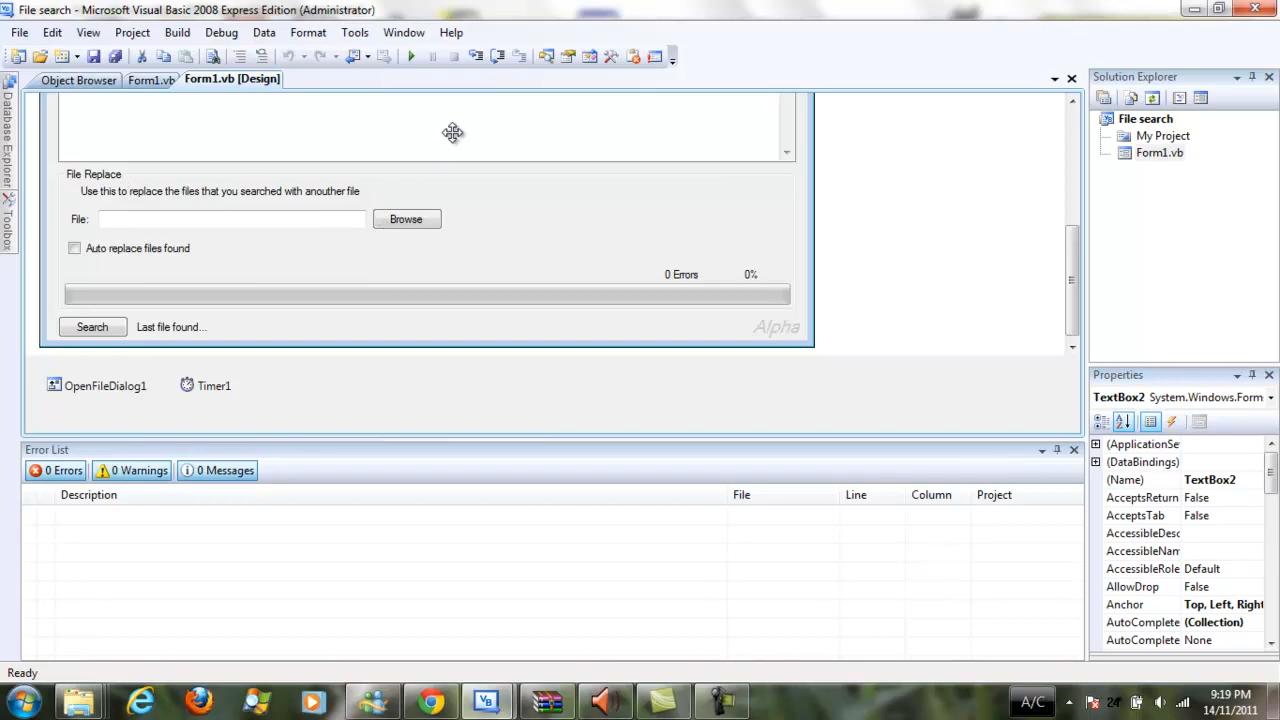 File search - Microsoft Visual Basic 2008 Express Edition (Administrator)
File Edit View Project Build Debug Data Format Tools Window Help
Object Browser Form1.vb Form1.vb [Design]
Database Explorer
Toolbox
File Replace
Use this to replace the files that you searched with anouther file
File: Browse
Auto replace files found
0 Errors 0%
Search Last file found... Alpha
OpenFileDialog1 Timer1
Error List
0 Errors 0 Warnings 0 Messages
Description File Line Column Project
Solution Explorer
File search
My Project
Form1.vb
Properties
TextBox2 System.Windows.Form
(ApplicationSe
(DataBindings)
(Name) TextBox2
AcceptsReturn False
AcceptsTab False
AccessibleDesc
AccessibleNam
AccessibleRole Default
AllowDrop False
Anchor Top, Left, Right
AutoComplete (Collection)
AutoComplete None
Ready
A/C 24° 9:19 PM
14/11/2011